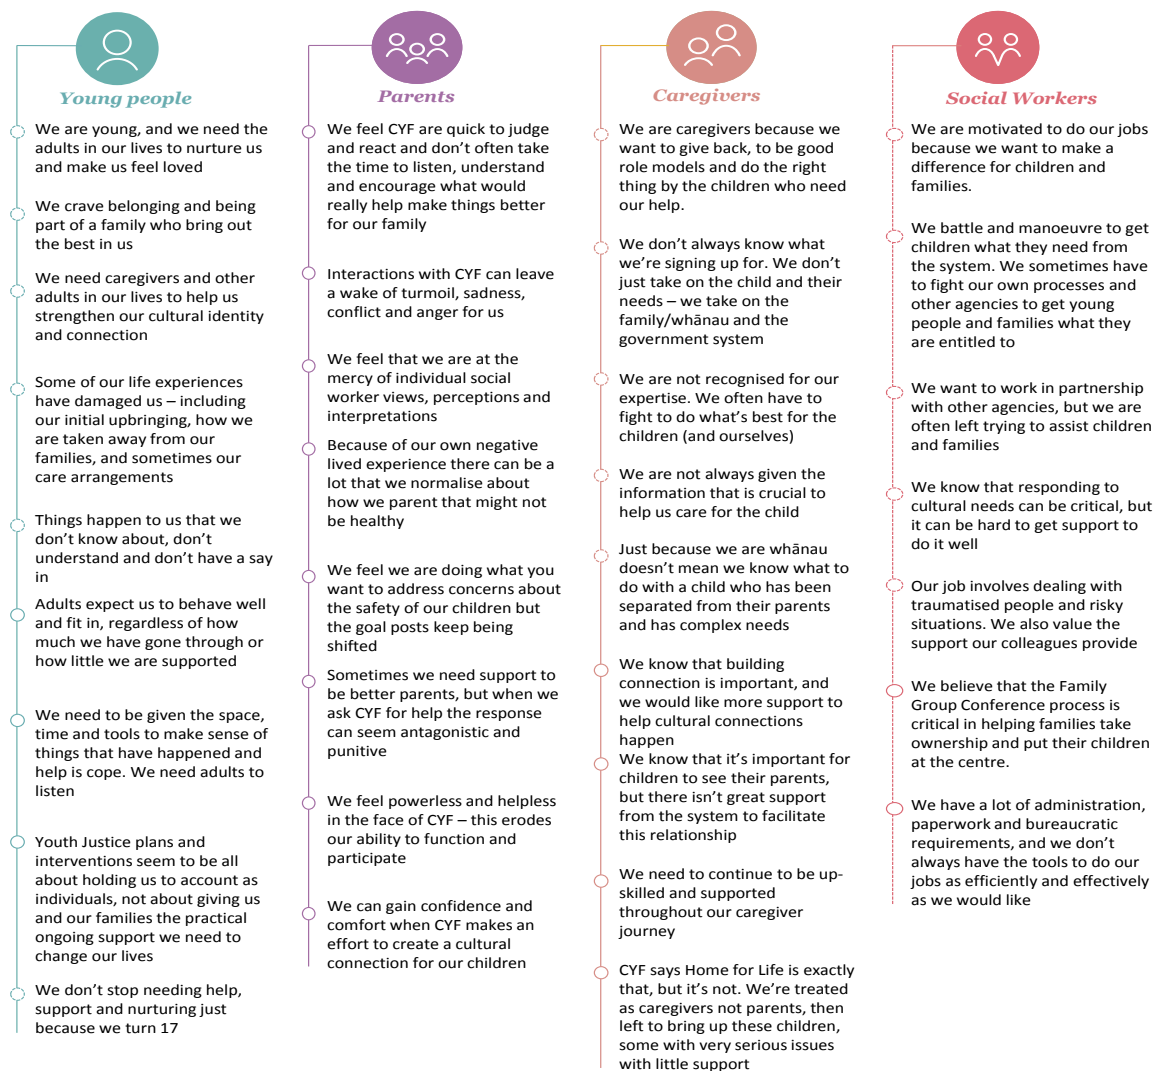 Young people
We are young, and we need the
adults in our lives to nurture us
and make us feel loved
We crave belonging and being
part of a family who bring out
the best in us
We need caregivers and other
adults in our lives to help us
strengthen our cultural identity
and connection
Some of our life experiences
have damaged us – including
our initial upbringing, how we
are taken away from our
families, and sometimes our
care arrangements
Things happen to us that we
don't know about, don't
understand and don't have a say
in
Adults expect us to behave well
and fit in, regardless of how
much we have gone through or
how little we are supported
We need to be given the space,
time and tools to make sense of
things that have happened and
help is cope. We need adults to
listen
Youth Justice plans and
interventions seem to be all
about holding us to account as
individuals, not about giving us
and our families the practical
ongoing support we need to
change our lives
We don't stop needing help,
support and nurturing just
because we turn 17
Parents
We feel CYF are quick to judge
and react and don't often take
the time to listen, understand
and encourage what would
really help make things better
for our family
Interactions with CYF can leave
a wake of turmoil, sadness,
conflict and anger for us
We feel that we are at the
mercy of individual social
worker views, perceptions and
interpretations
Because of our own negative
lived experience there can be a
lot that we normalise about
how we parent that might not
be healthy
We feel we are doing what you
want to address concerns about
the safety of our children but
the goal posts keep being
shifted
Sometimes we need support to
be better parents, but when we
ask CYF for help the response
can seem antagonistic and
punitive
We feel powerless and helpless
in the face of CYF – this erodes
our ability to function and
participate
We can gain confidence and
comfort when CYF makes an
effort to create a cultural
connection for our children
Caregivers
We are caregivers because we
want to give back, to be good
role models and do the right
thing by the children who need
our help.
We don't always know what
we're signing up for. We don't
just take on the child and their
needs – we take on the
family/whānau and the
government system
We are not recognised for our
expertise. We often have to
fight to do what's best for the
children (and ourselves)
We are not always given the
information that is crucial to
help us care for the child
Just because we are whānau
doesn't mean we know what to
do with a child who has been
separated from their parents
and has complex needs
We know that building
connection is important, and
we would like more support to
help cultural connections
happen
We know that it's important for
children to see their parents,
but there isn't great support
from the system to facilitate
this relationship
We need to continue to be up-
skilled and supported
throughout our caregiver
journey
CYF says Home for Life is exactly
that, but it's not. We're treated
as caregivers not parents, then
left to bring up these children,
some with very serious issues
with little support
Social Workers
We are motivated to do our jobs
because we want to make a
difference for children and
families.
We battle and manoeuvre to get
children what they need from
the system. We sometimes have
to fight our own processes and
other agencies to get young
people and families what they
are entitled to
We want to work in partnership
with other agencies, but we are
often left trying to assist children
and families
We know that responding to
cultural needs can be critical, but
it can be hard to get support to
do it well
Our job involves dealing with
traumatised people and risky
situations. We also value the
support our colleagues provide
We believe that the Family
Group Conference process is
critical in helping families take
ownership and put their children
at the centre.
We have a lot of administration,
paperwork and bureaucratic
requirements, and we don't
always have the tools to do our
jobs as efficiently and effectively
as we would like